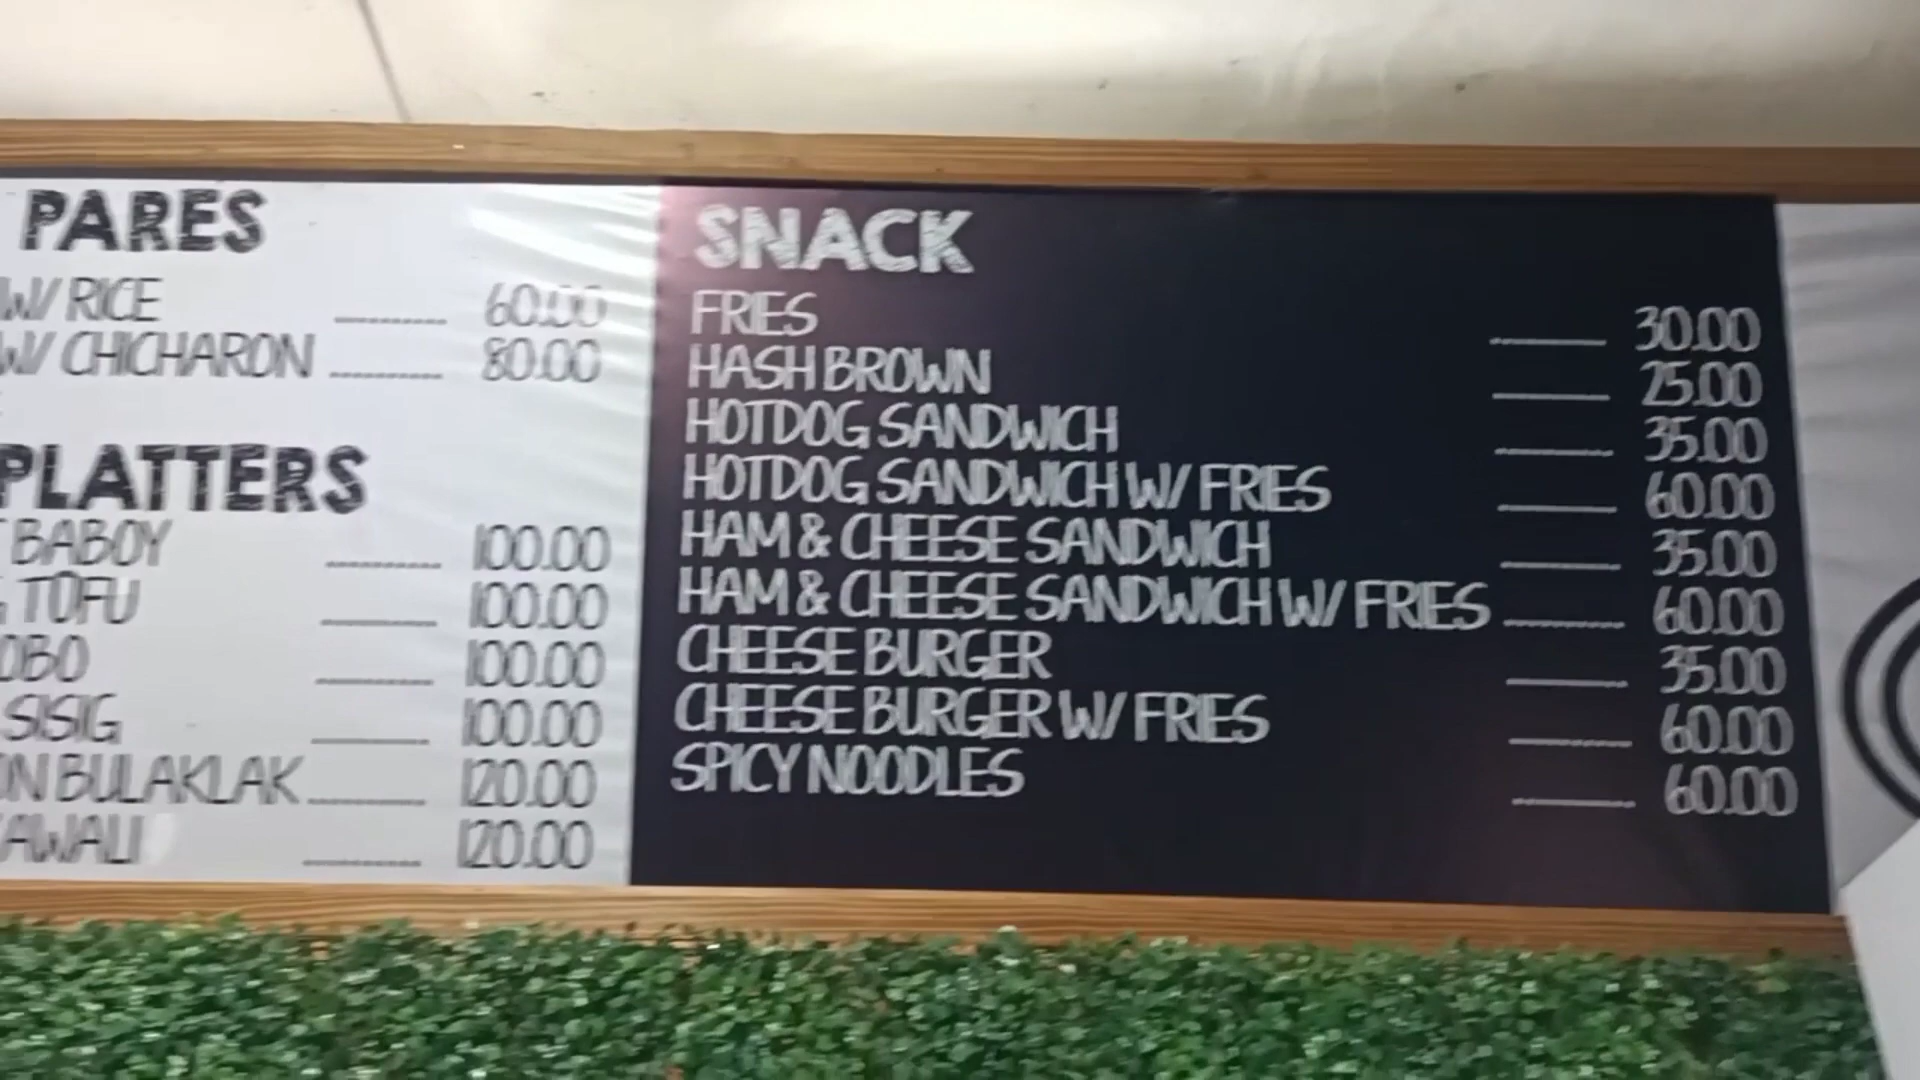 PARES
W/ RICE ........ 60.00
W/ CHICHARON ........ 80.00
PLATTERS
BABOY ........ 100.00
TOFU ........ 100.00
OBO ........ 100.00
SISIG ........ 100.00
ON BULAKLAK ........ 120.00
AWALI ........ 120.00
SNACK
FRIES ........ 30.00
HASH BROWN ........ 25.00
HOTDOG SANDWICH ........ 35.00
HOTDOG SANDWICH W/ FRIES ........ 60.00
HAM & CHEESE SANDWICH ........ 35.00
HAM & CHEESE SANDWICH W/ FRIES ........ 60.00
CHEESE BURGER ........ 35.00
CHEESE BURGER W/ FRIES ........ 60.00
SPICY NOODLES ........ 60.00